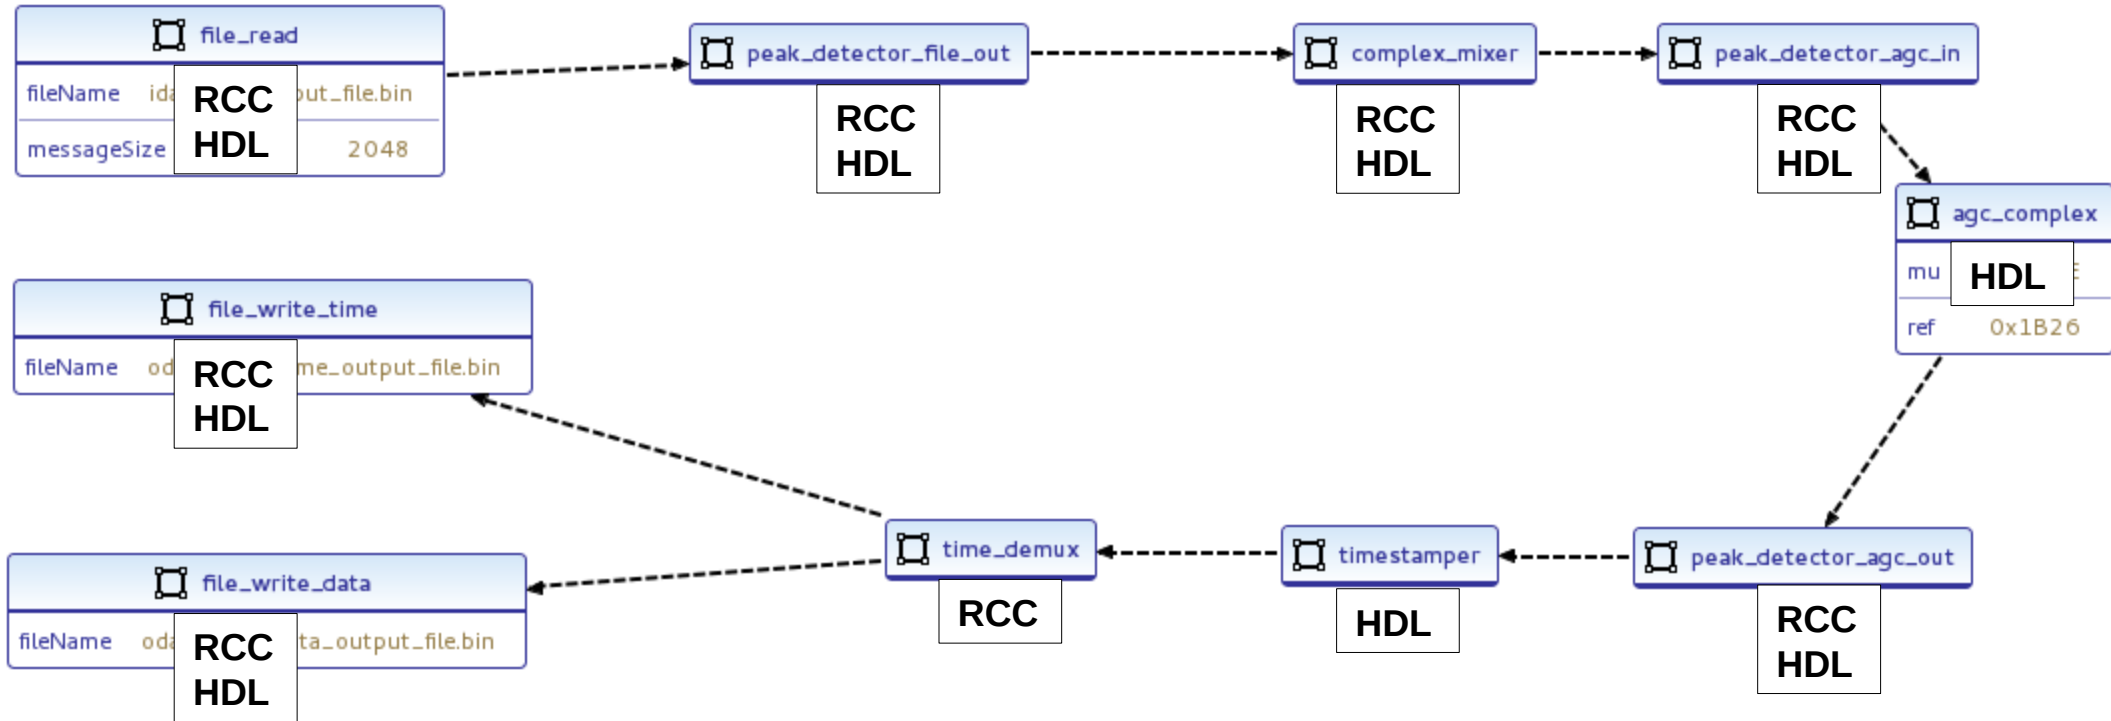 file_read
fileName
RCC
out_file.bin
messageSize
HDL
2048
peak_detector_file_out
RCC
HDL
complex_mixer
RCC
HDL
peak_detector_agc_in
RCC
HDL
agc_complex
mu
HDL
ref 0x1B26
file_write_time
fileName
RCC
me_output_file.bin
HDL
file_write_data
fileName
RCC
ta_output_file.bin
HDL
time_demux
RCC
timestamper
HDL
peak_detector_agc_out
RCC
HDL